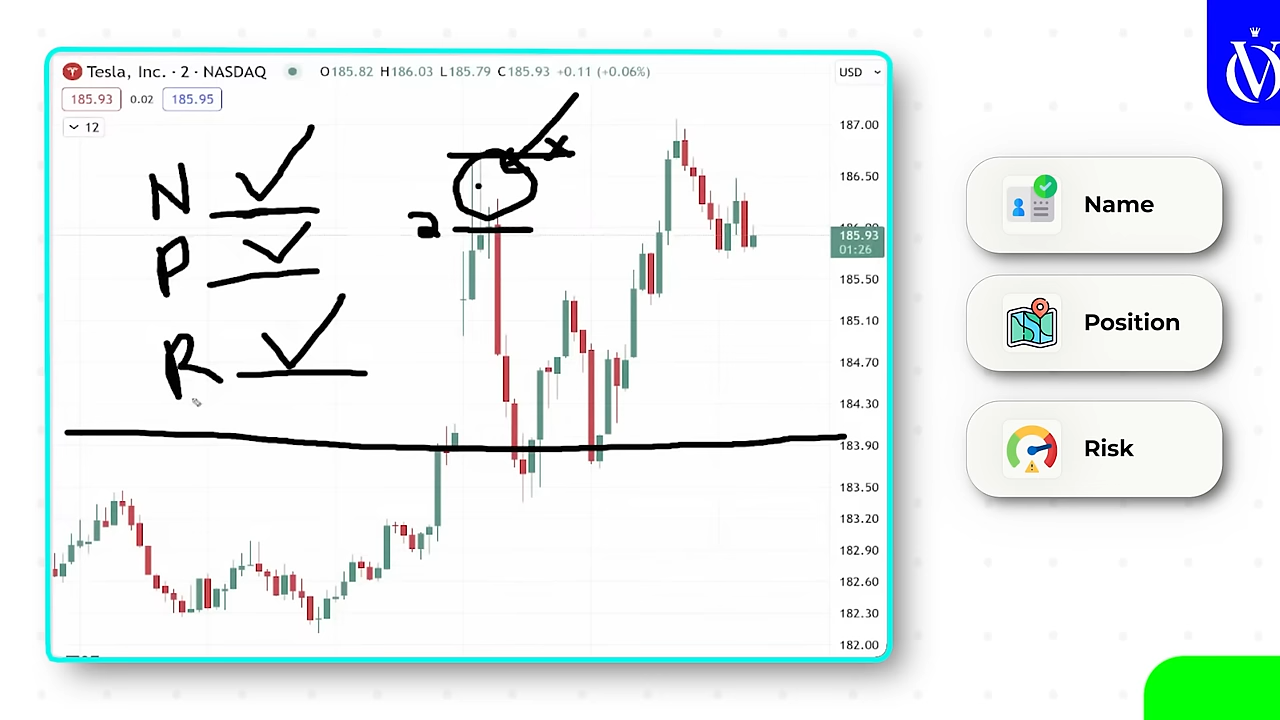 Tesla, Inc. · 2 · NASDAQ O185.82 H186.03 L185.79 C185.93 +0.11 (+0.06%)
USD
185.93 0.02 185.95
12
N
P
R
2
x
187.00
186.50
185.93
01:26
185.50
185.10
184.70
184.30
183.90
183.50
183.20
182.90
182.60
182.30
182.00
Name
Position
Risk